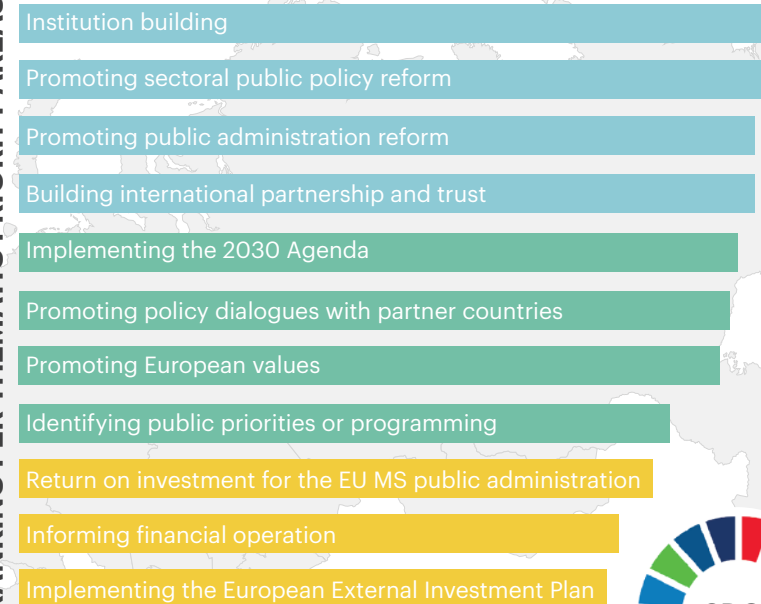 Institution building
Promoting sectoral public policy reform
Promoting public administration reform
Building international partnership and trust
Implementing the 2030 Agenda
Promoting policy dialogues with partner countries
Promoting European values
Identifying public priorities or programming
Return on investment for the EU MS public administration
Informing financial operation
Implementing the European External Investment Plan